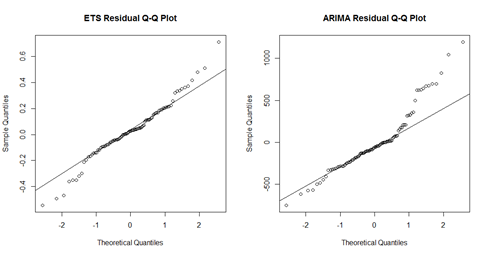 ETS Residual Q-Q Plot
Sample Quantiles
0.6
0.4
0.2
0.0
-0.2
-0.4
-2 -1 0 1 2
Theoretical Quantiles
ARIMA Residual Q-Q Plot
Sample Quantiles
1000
500
0
-500
-2 -1 0 1 2
Theoretical Quantiles